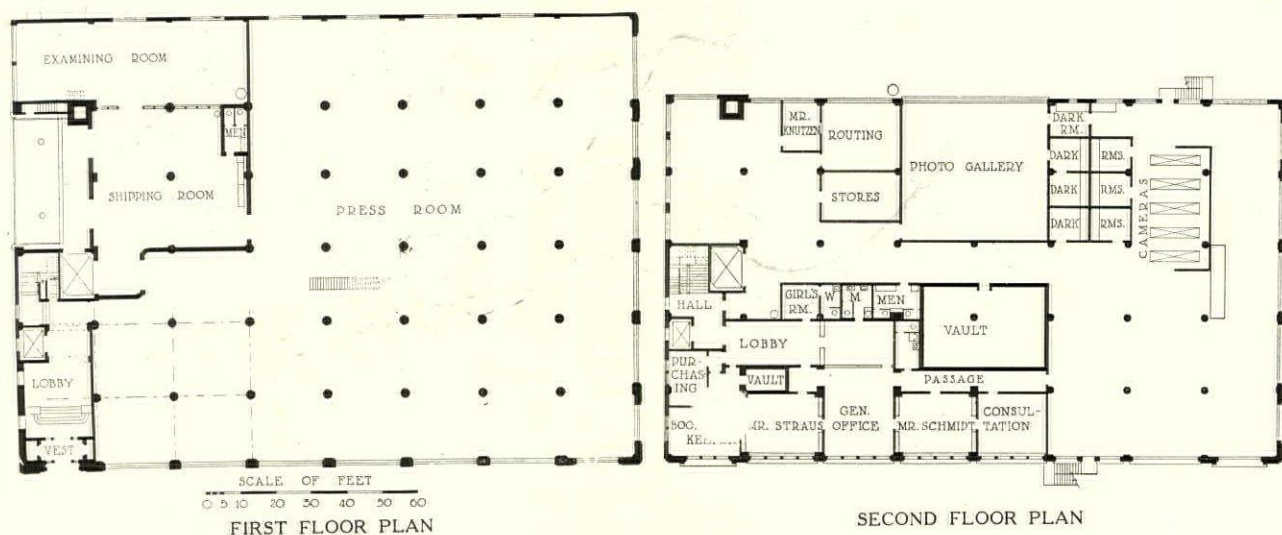 EXAMINING ROOM
MEN
SHIPPING ROOM
PRESS ROOM
LOBBY
VEST
SCALE OF FEET
0 5 10 20 30 40 50 60
FIRST FLOOR PLAN
MR. KNUTZEN
ROUTING
STORES
PHOTO GALLERY
DARK RM.
DARK RMS.
DARK RMS.
DARK RMS.
CAMERAS
HALL
GIRL'S RM.
W
M
MEN
VAULT
LOBBY
PUR-
CHAS-
ING
VAULT
PASSAGE
BOO.
MR. STRAUS
GEN. OFFICE
MR. SCHMIDT
CONSUL-
TATION
SECOND FLOOR PLAN